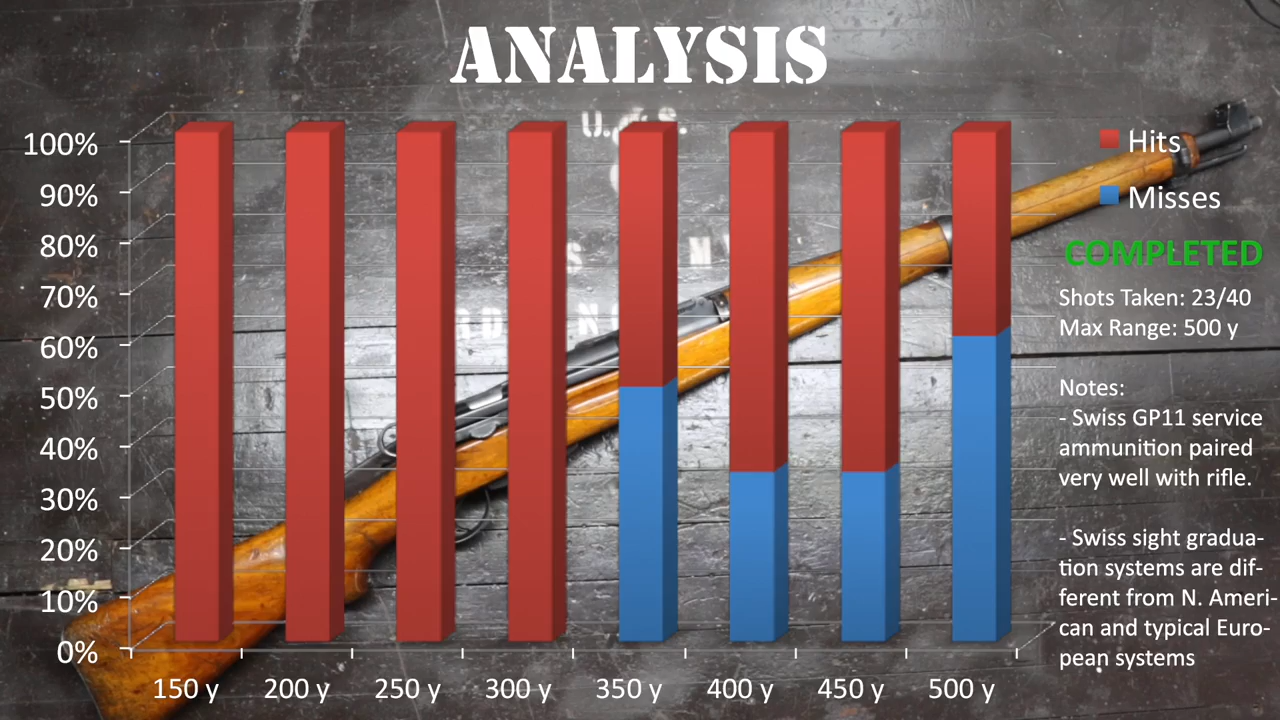 ANALYSIS
100%
90%
80%
70%
60%
50%
40%
30%
20%
10%
0%
150 y
200 y
250 y
300 y
350 y
400 y
450 y
500 y
Hits
Misses
COMPLETED
Shots Taken: 23/40
Max Range: 500 y
Notes:
- Swiss GP11 service
ammunition paired
very well with rifle.
- Swiss sight gradua-
tion systems are dif-
ferent from N. Ameri-
can and typical Euro-
pean systems